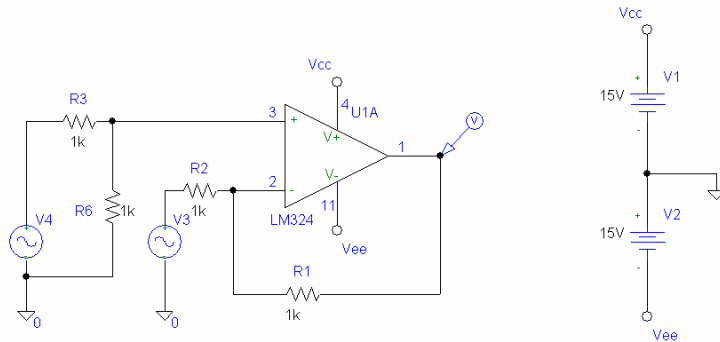 Vcc
Vcc
R3
3
+
4
U1A
V+
1
V
+
V1
15V
-
1k
R2
2
-
V-
R6
1k
V4
V3
1k
LM324
11
Vee
+
V2
15V
-
R1
1k
0
0
Vee